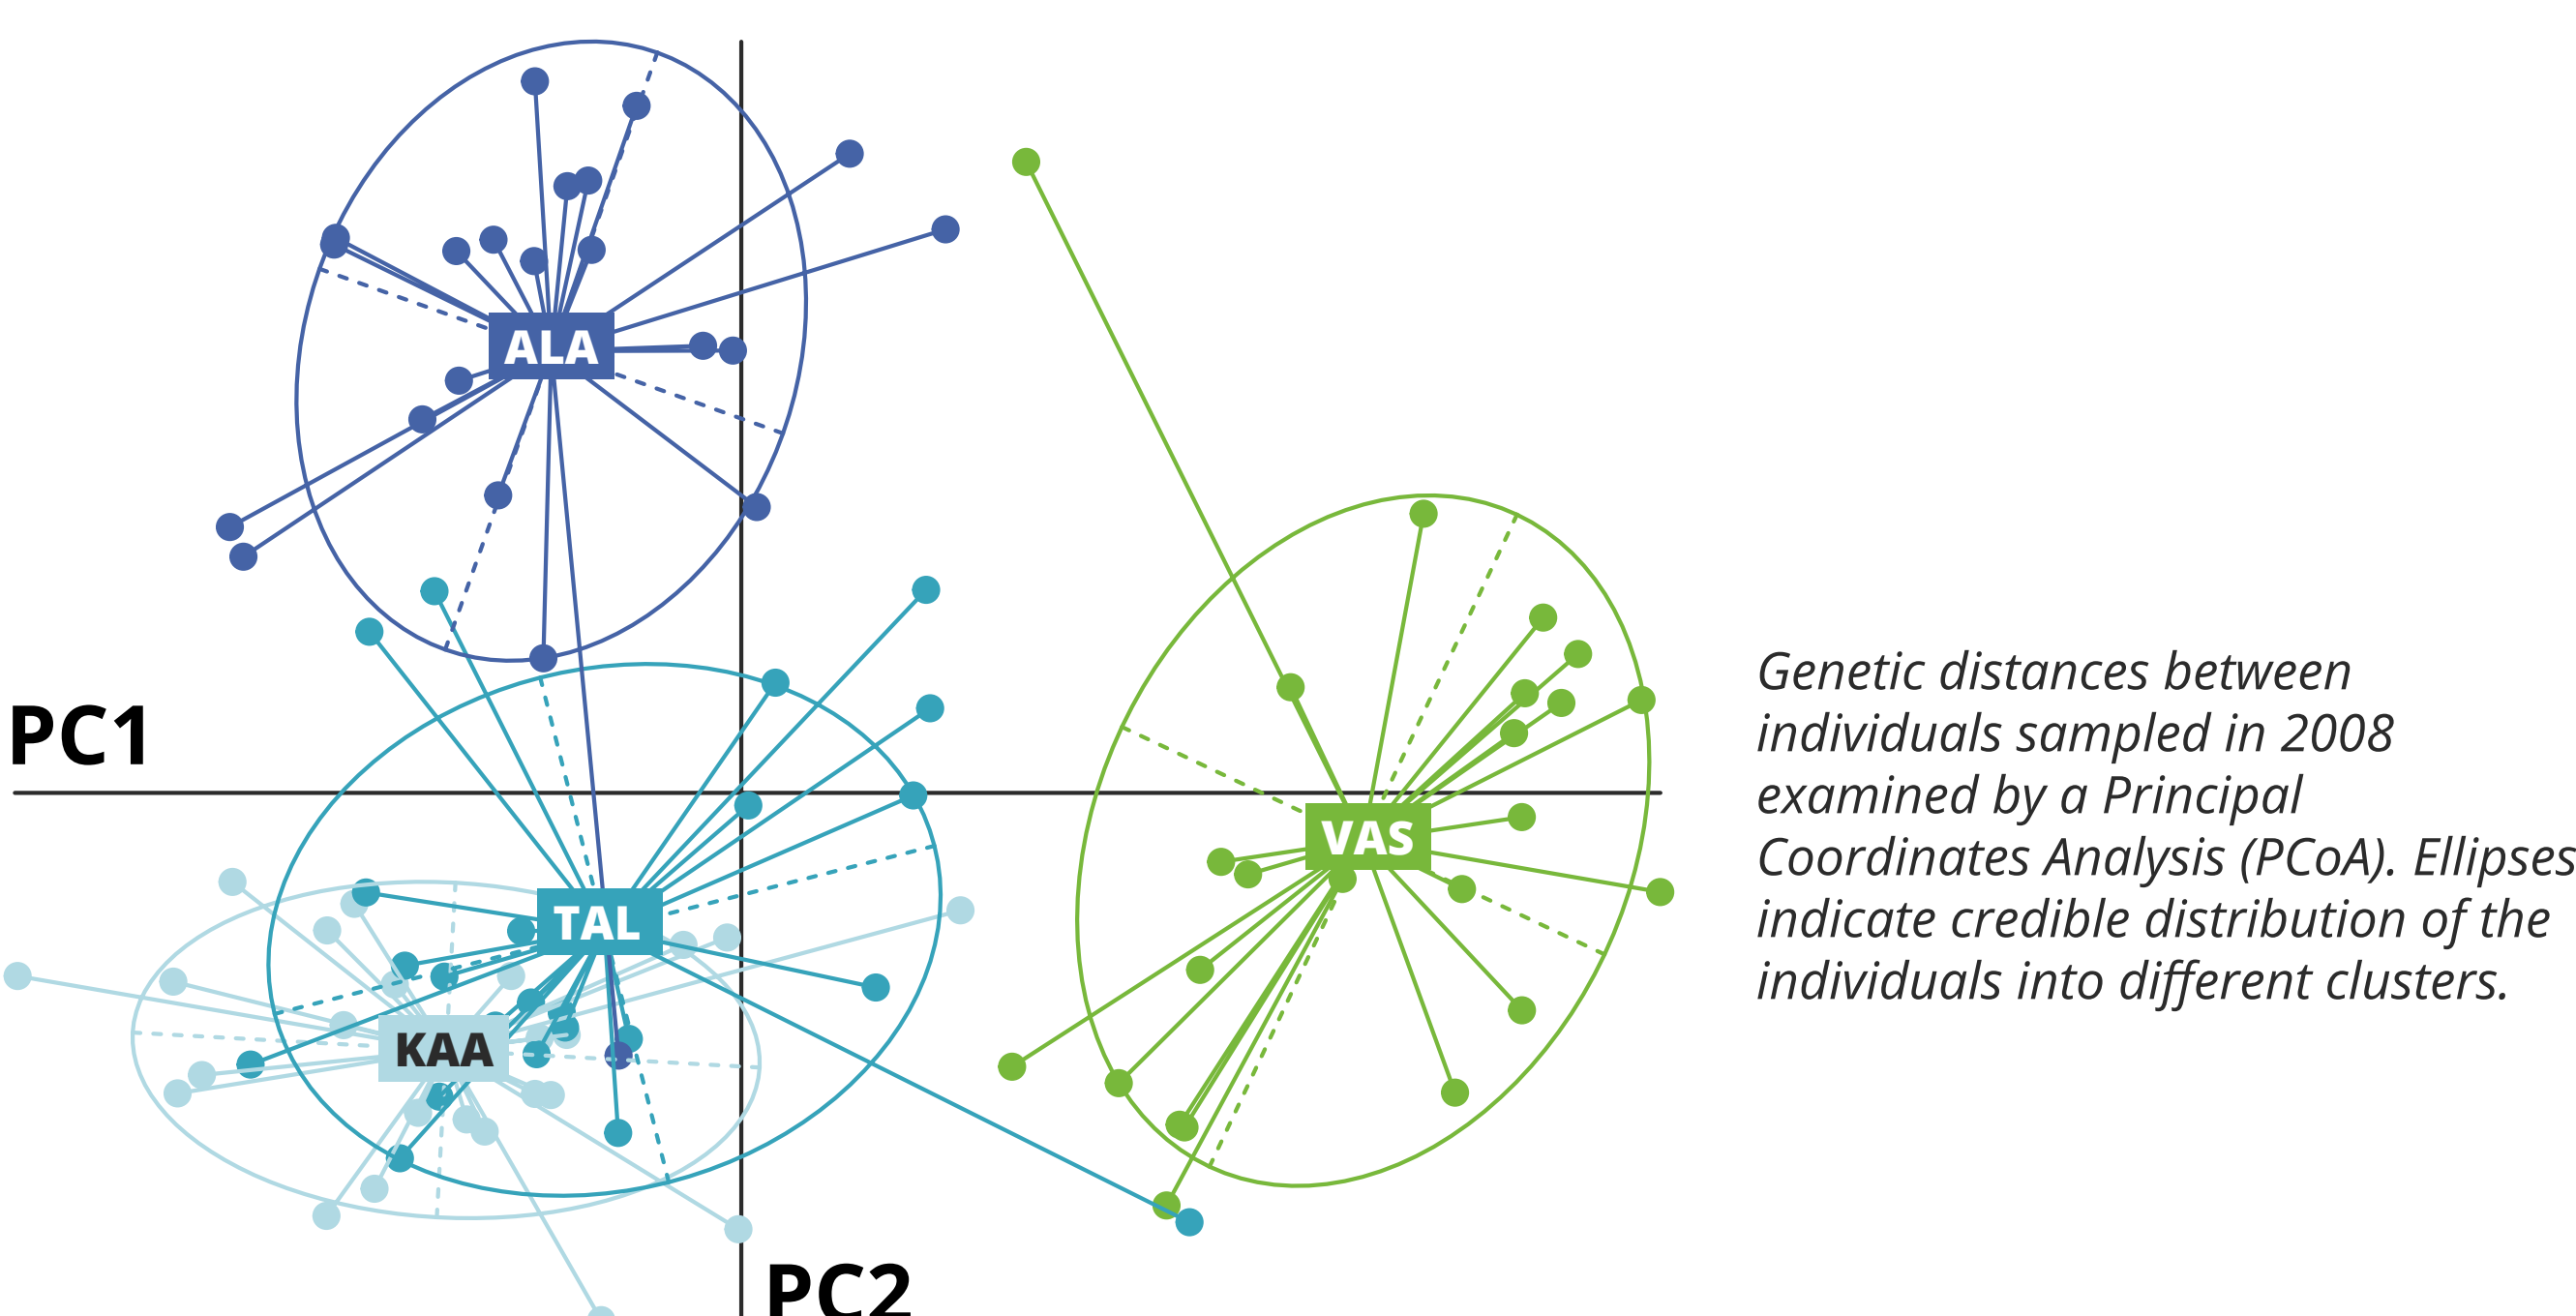 ALA
PC1
VAS
TAL
KAA
PC2
Genetic distances between
individuals sampled in 2008
examined by a Principal
Coordinates Analysis (PCoA). Ellipses
indicate credible distribution of the
individuals into different clusters.